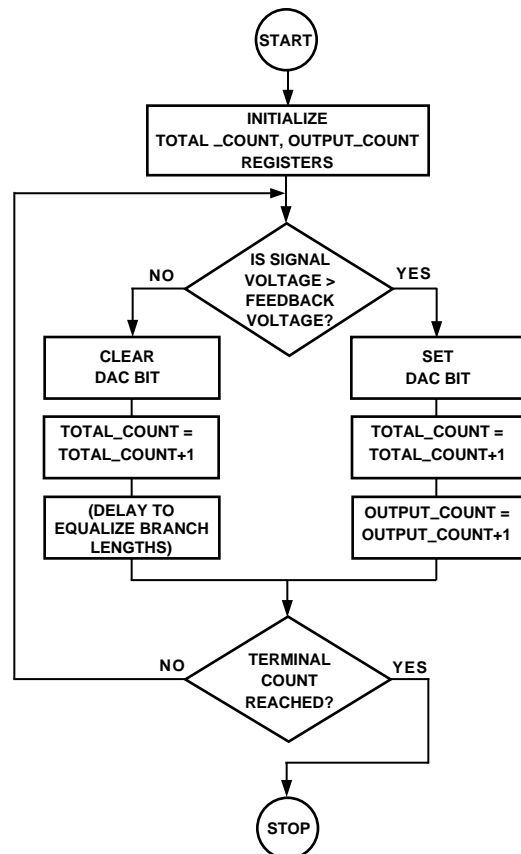 START
INITIALIZE
TOTAL _COUNT, OUTPUT_COUNT
REGISTERS
IS SIGNAL
VOLTAGE >
FEEDBACK
VOLTAGE?
NO
YES
CLEAR
DAC BIT
SET
DAC BIT
TOTAL_COUNT =
TOTAL_COUNT+1
TOTAL_COUNT =
TOTAL_COUNT+1
(DELAY TO
EQUALIZE BRANCH
LENGTHS)
OUTPUT_COUNT =
OUTPUT_COUNT+1
NO
YES
TERMINAL
COUNT
REACHED?
STOP